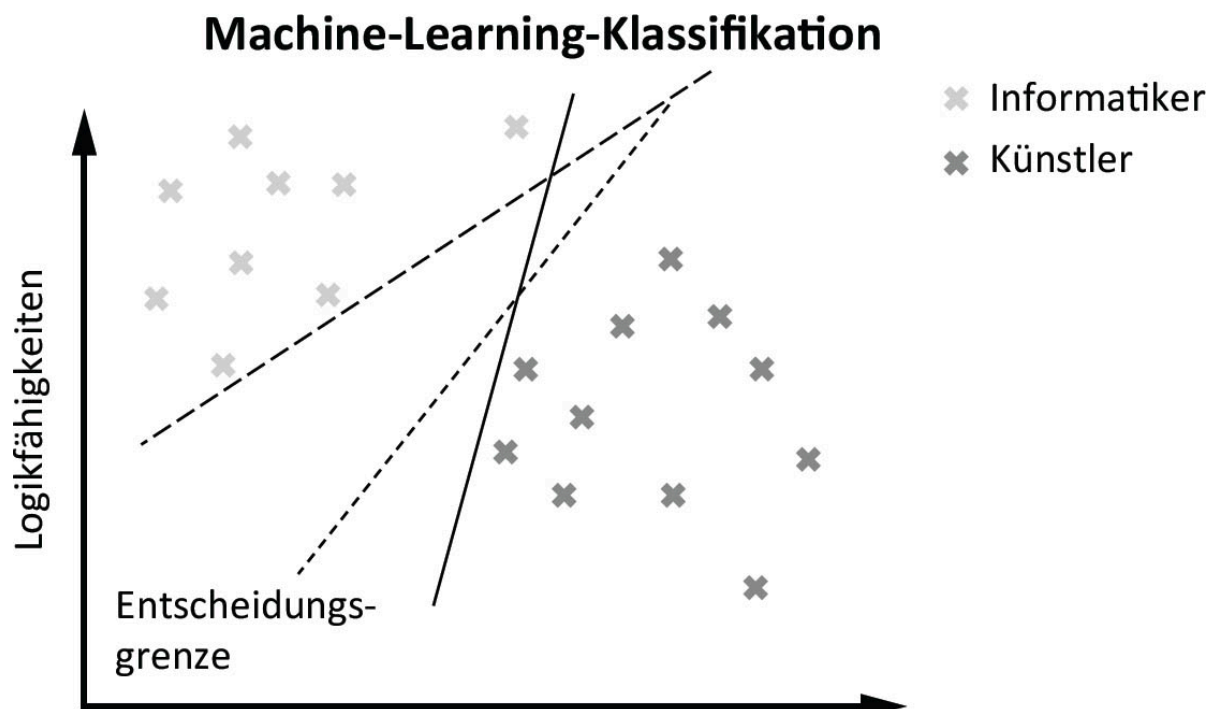 Machine-Learning-Klassifikation
Informatiker
Künstler
Logikfähigkeiten
Entscheidungs-
grenze